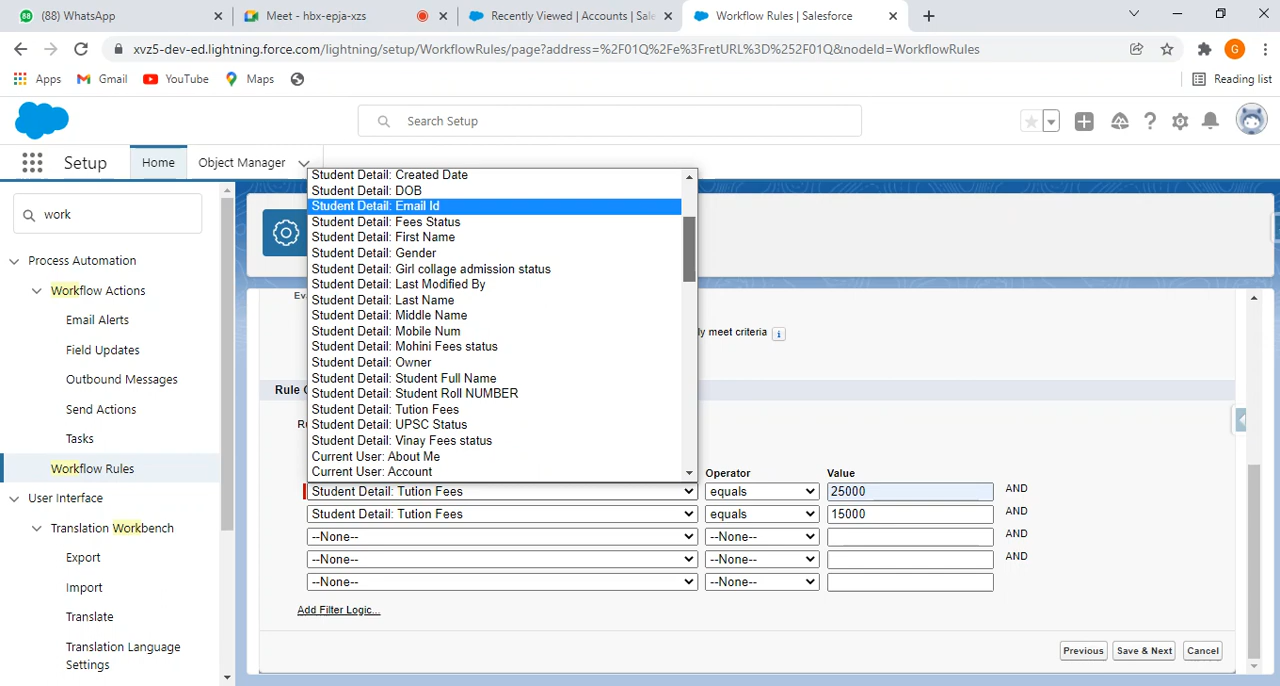 (88) WhatsApp
Meet - hbx-epja-xzs
Recently Viewed | Accounts | Sale
Workflow Rules | Salesforce
xvz5-dev-ed.lightning.force.com/lightning/setup/WorkflowRules/page?address=%2F01Q%2Fe%3FretURL%3D%252F01Q&nodeId=WorkflowRules
G
Apps
Gmail
YouTube
Maps
Reading list
Search Setup
Setup
Home
Object Manager
work
Process Automation
Workflow Actions
Email Alerts
Field Updates
Outbound Messages
Send Actions
Tasks
Workflow Rules
User Interface
Translation Workbench
Export
Import
Translate
Translation Language
Settings
Student Detail: Created Date
Student Detail: DOB
Student Detail: Email Id
Student Detail: Fees Status
Student Detail: First Name
Student Detail: Gender
Student Detail: Girl collage admission status
Student Detail: Last Modified By
Student Detail: Last Name
Student Detail: Middle Name
Student Detail: Mobile Num
Student Detail: Mohini Fees status
Student Detail: Owner
Student Detail: Student Full Name
Student Detail: Student Roll NUMBER
Student Detail: Tution Fees
Student Detail: UPSC Status
Student Detail: Vinay Fees status
Current User: About Me
Current User: Account
meet criteria
Rule
Operator
Value
Student Detail: Tution Fees equals 25000 AND
Student Detail: Tution Fees equals 15000 AND
--None-- --None-- AND
--None-- --None-- AND
--None-- --None--
Add Filter Logic...
Previous
Save & Next
Cancel